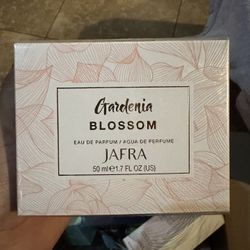 Gardenia
BLOSSOM
EAU DE PARFUM / AGUA DE PERFUME
JAFRA
50 ml ℮ 1.7 FL OZ (US)